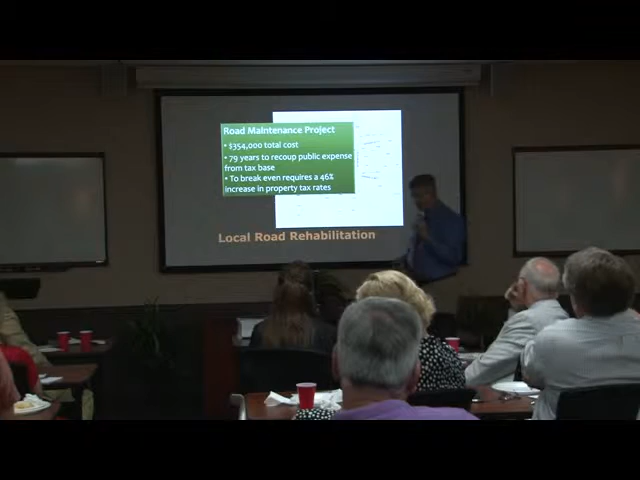 Road Maintenance Project
• $354,000 total cost
• 79 years to recoup public expense
from tax base
• To break even requires a 46%
increase in property tax rates
Local Road Rehabilitation